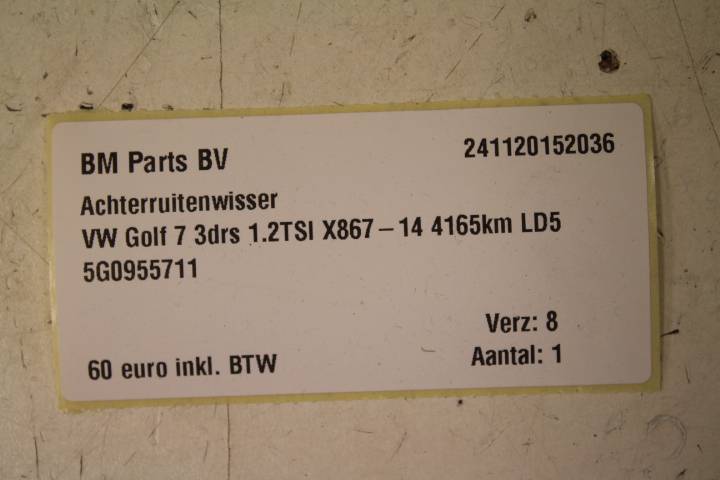 BM Parts BV 241120152036
Achterruitenwisser
VW Golf 7 3drs 1.2TSI X867-14 4165km LD5
5G0955711
Verz: 8
60 euro inkl. BTW Aantal: 1